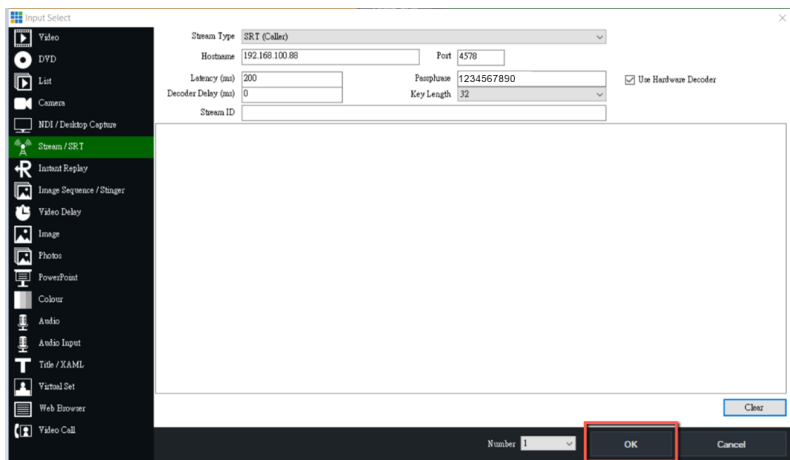 Input Select
Video
DVD
List
Camera
NDI / Desktop Capture
Stream / SRT
Instant Replay
Image Sequence / Stinger
Video Delay
Image
Photos
PowerPoint
Colour
Audio
Audio Input
Title / XAML
Virtual Set
Web Browser
Video Call
Stream Type SRT (Caller)
Hostname 192.168.100.88 Port 4578
Latency (ms) 200 Passphrase 1234567890 Use Hardware Decoder
Decoder Delay (ms) 0 Key Length 32
Stream ID
Clear
Number 1 OK Cancel